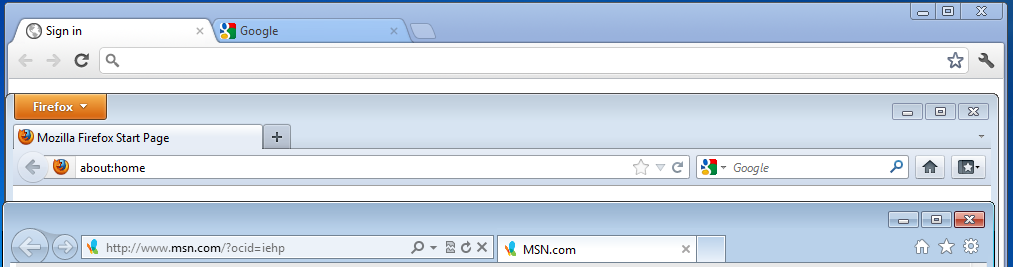 Sign in
Google
Firefox
Mozilla Firefox Start Page
about:home
Google
http://www.msn.com/?ocid=iehp
MSN.com